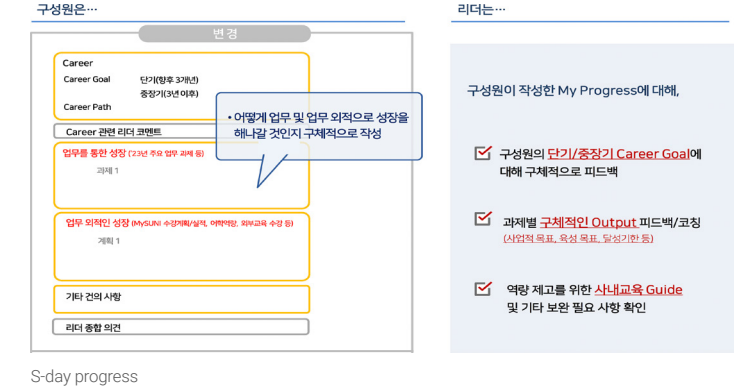 구성원은…
변경
Career
Career Goal 단기(향후 3개년)
중장기(3년 이후)
Career Path
Career 관련 리더 코멘트
• 어떻게 업무 및 업무 외적으로 성장을
해나갈 것인지 구체적으로 작성
업무를 통한 성장 ('23년 주요 업무 과제 등)
과제 1
업무 외적인 성장 (MySUNI 수강계획/실적, 어학역량, 외부교육 수강 등)
계획 1
기타 건의 사항
리더 종합 의견
리더는…
구성원이 작성한 My Progress에 대해,
구성원의 단기/중장기 Career Goal에
대해 구체적으로 피드백
과제별 구체적인 Output 피드백/코칭
(사업적 목표, 육성 목표, 달성기한 등)
역량 제고를 위한 사내교육 Guide
및 기타 보완 필요 사항 확인
S-day progress